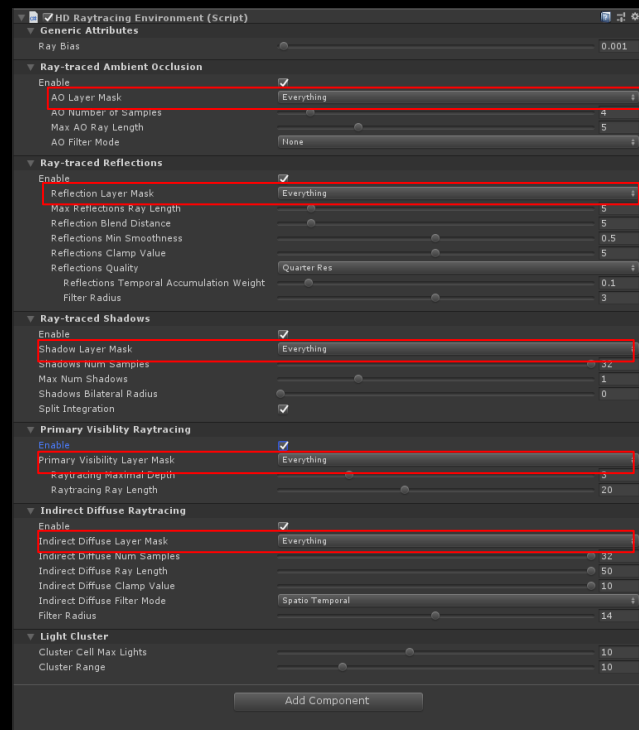 HD Raytracing Environment (Script)
Generic Attributes
Ray Bias 0.001
Ray-traced Ambient Occlusion
Enable
AO Layer Mask Everything
AO Number of Samples 4
Max AO Ray Length 5
AO Filter Mode None
Ray-traced Reflections
Enable
Reflection Layer Mask Everything
Max Reflections Ray Length 5
Reflection Blend Distance 5
Reflections Min Smoothness 0.5
Reflections Clamp Value 5
Reflections Quality Quarter Res
Reflections Temporal Accumulation Weight 0.1
Filter Radius 3
Ray-traced Shadows
Enable
Shadow Layer Mask Everything
Shadows Num Samples 32
Max Num Shadows 1
Shadows Bilateral Radius 0
Split Integration
Primary Visiblity Raytracing
Enable
Primary Visibility Layer Mask Everything
Raytracing Maximal Depth 3
Raytracing Ray Length 20
Indirect Diffuse Raytracing
Enable
Indirect Diffuse Layer Mask Everything
Indirect Diffuse Num Samples 32
Indirect Diffuse Ray Length 50
Indirect Diffuse Clamp Value 10
Indirect Diffuse Filter Mode Spatio Temporal
Filter Radius 14
Light Cluster
Cluster Cell Max Lights 10
Cluster Range 10
Add Component